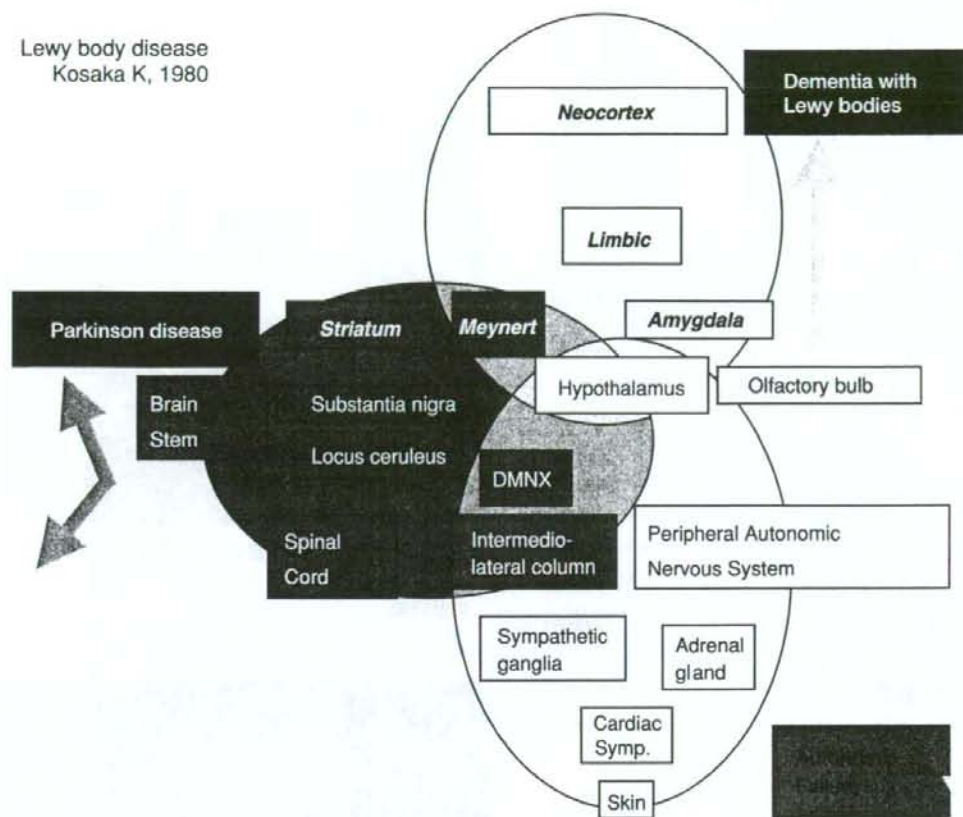 Lewy body disease
Kosaka K, 1980
Dementia with
Lewy bodies
Neocortex
Limbic
Parkinson disease
Striatum
Meynert
Amygdala
Hypothalamus
Olfactory bulb
Brain
Stem
Substantia nigra
Locus ceruleus
DMNX
Spinal
Cord
Intermedio-
lateral column
Peripheral Autonomic
Nervous System
Sympathetic
ganglia
Adrenal
gland
Cardiac
Symp.
Skin